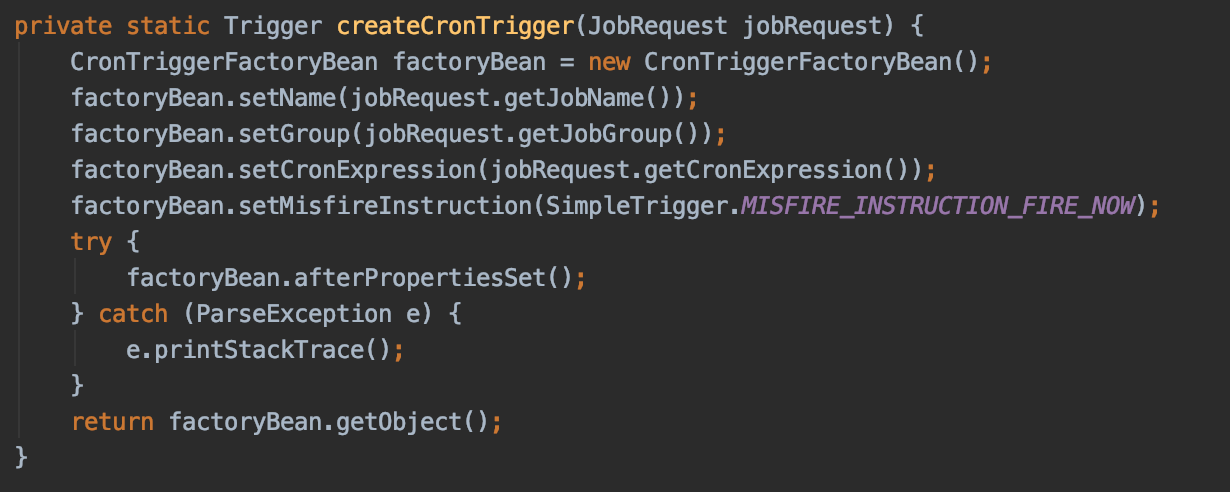 private static Trigger createCronTrigger(JobRequest jobRequest) {
    CronTriggerFactoryBean factoryBean = new CronTriggerFactoryBean();
    factoryBean.setName(jobRequest.getJobName());
    factoryBean.setGroup(jobRequest.getJobGroup());
    factoryBean.setCronExpression(jobRequest.getCronExpression());
    factoryBean.setMisfireInstruction(SimpleTrigger.MISFIRE_INSTRUCTION_FIRE_NOW);
    try {
        factoryBean.afterPropertiesSet();
    } catch (ParseException e) {
        e.printStackTrace();
    }
    return factoryBean.getObject();
}